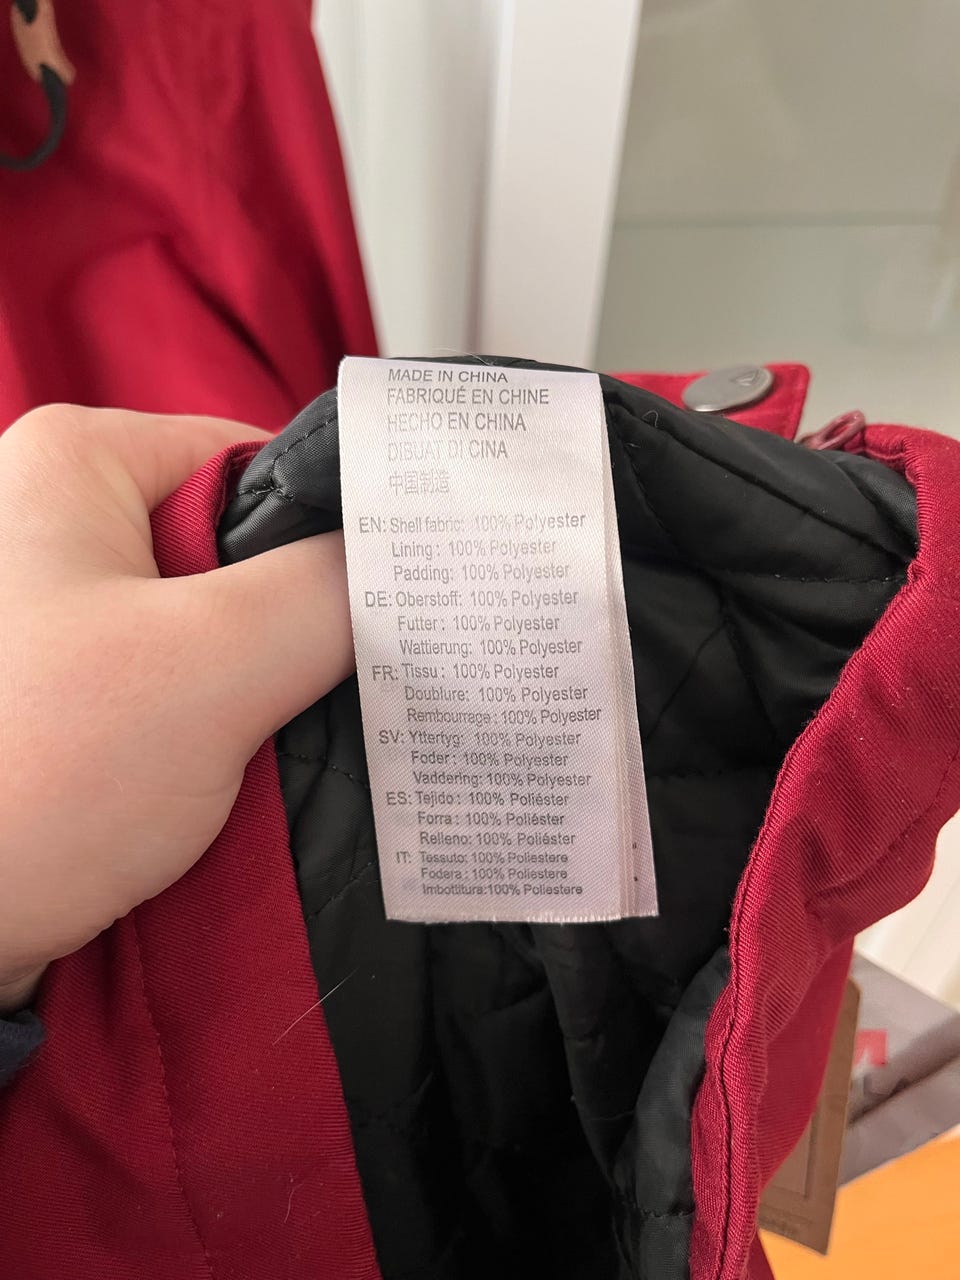 MADE IN CHINA
FABRIQUÉ EN CHINE
HECHO EN CHINA
DIBUAT DI CINA
中国制造
EN: Shell fabric: 100% Polyester
Lining: 100% Polyester
Padding: 100% Polyester
DE: Oberstoff: 100% Polyester
Futter: 100% Polyester
Wattierung: 100% Polyester
FR: Tissu: 100% Polyester
Doublure: 100% Polyester
Rembourrage: 100% Polyester
SV: Yttertyg: 100% Polyester
Foder: 100% Polyester
Vaddering: 100% Polyester
ES: Tejido: 100% Poliéster
Forra: 100% Poliéster
Relleno: 100% Poliéster
IT: Tessuto: 100% Poliestere
Fodera: 100% Poliestere
Imbottitura:100% Poliestere